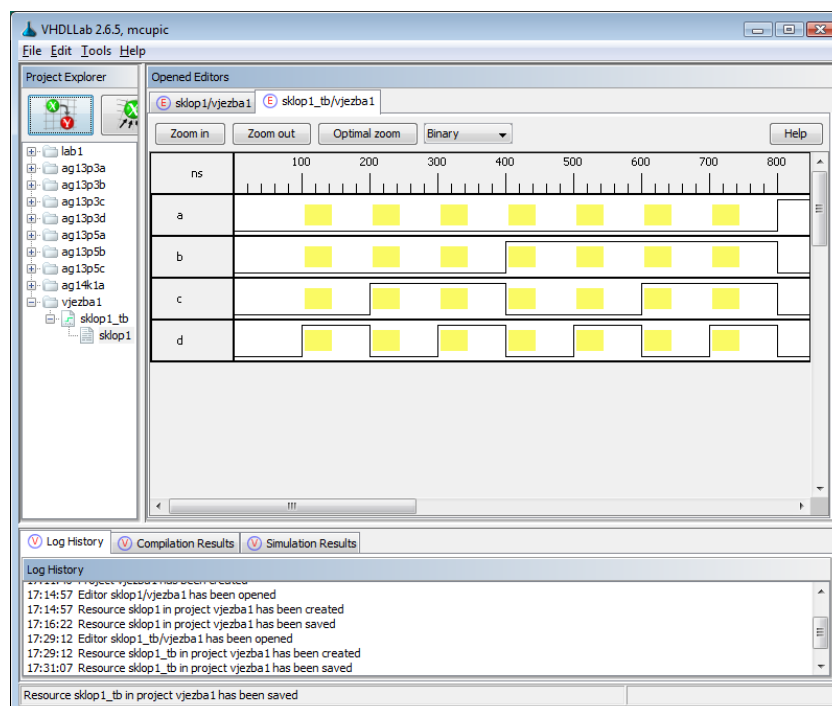 VHDLLab 2.6.5, mcupic
File Edit Tools Help
Project Explorer
Opened Editors
sklop1/vjezba1 sklop1_tb/vjezba1
Zoom in Zoom out Optimal zoom Binary Help
ns 100 200 300 400 500 600 700 800
a
b
c
d
lab1
ag13p3a
ag13p3b
ag13p3c
ag13p3d
ag13p5a
ag13p5b
ag13p5c
ag14k1a
vjezba1
sklop1_tb
sklop1
Log History Compilation Results Simulation Results
Log History
17:14:57 Editor sklop1/vjezba1 has been opened
17:14:57 Resource sklop1 in project vjezba1 has been created
17:16:22 Resource sklop1 in project vjezba1 has been saved
17:29:12 Editor sklop1_tb/vjezba1 has been opened
17:29:12 Resource sklop1_tb in project vjezba1 has been created
17:31:07 Resource sklop1_tb in project vjezba1 has been saved
Resource sklop1_tb in project vjezba1 has been saved